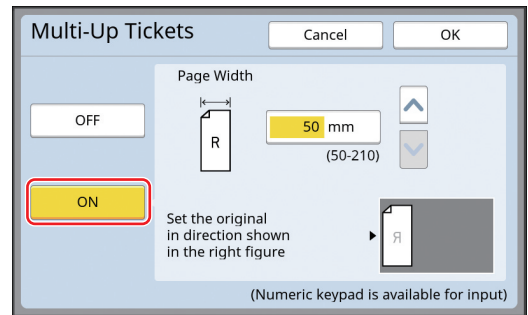 Multi-Up Tickets
Cancel
OK
Page Width
R
50 mm
(50-210)
OFF
ON
Set the original
in direction shown
in the right figure
R
(Numeric keypad is available for input)